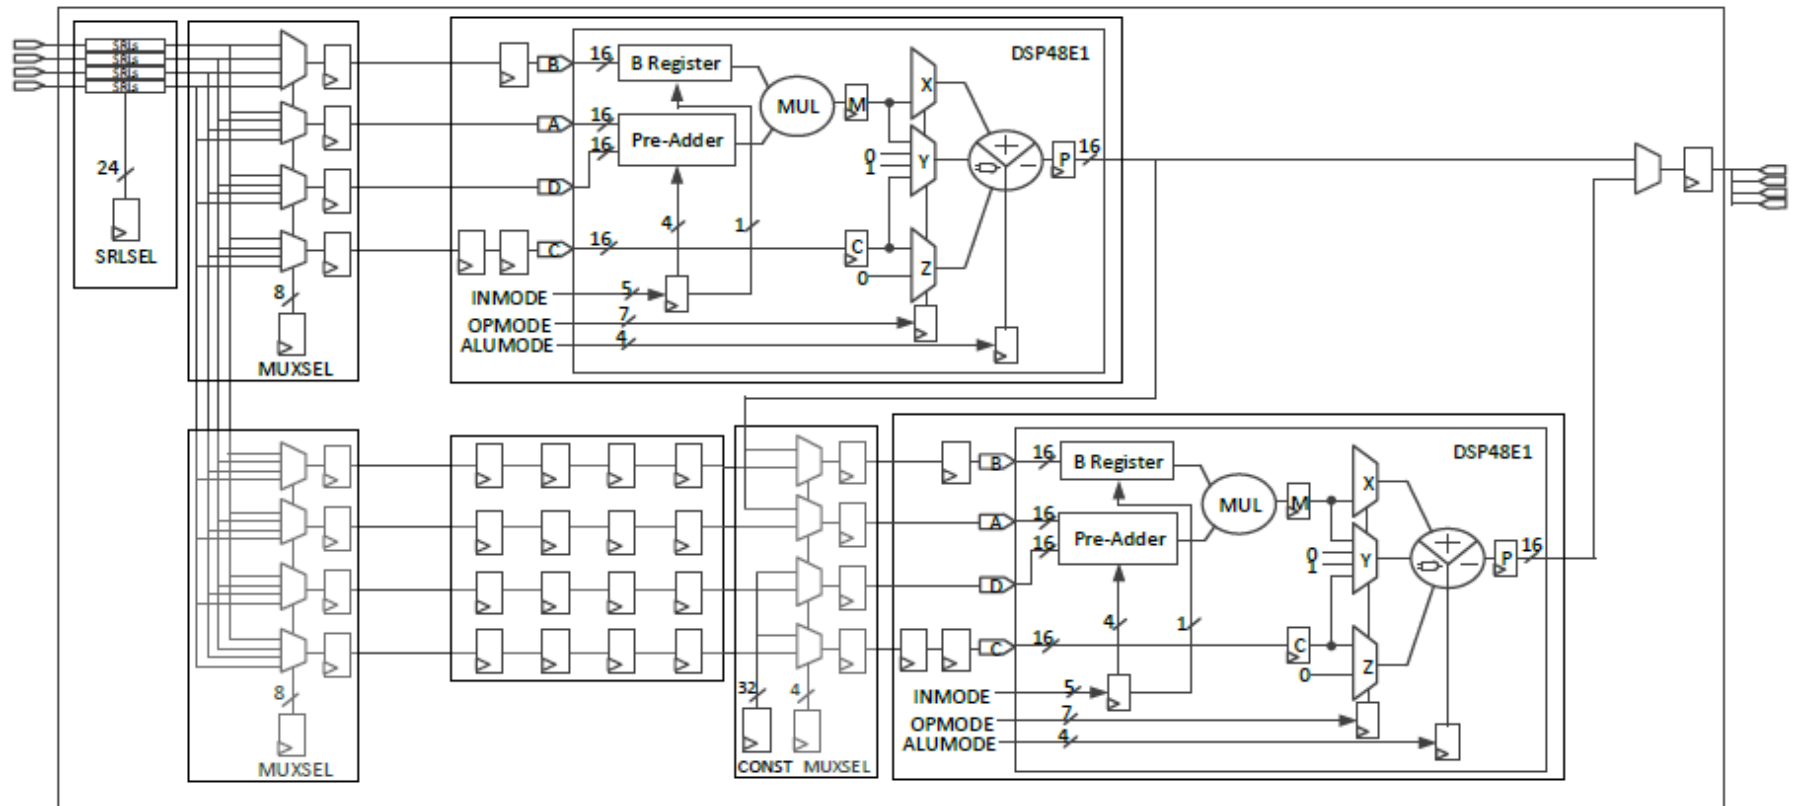 SRLs
SRLs
SRLs
SRLs
24
SRLSEL
8
MUXSEL
DSP48E1
B
16
B Register
A
16
16
Pre-Adder
D
MUL
M
X
0
1
Y
P
16
4
1
C
16
C
0
Z
INMODE
5
OPMODE
7
ALUMODE
4
8
MUXSEL
32
4
CONST MUXSEL
DSP48E1
B
16
B Register
A
16
16
Pre-Adder
D
MUL
M
X
0
1
Y
P
16
4
1
C
16
C
0
Z
INMODE
5
OPMODE
7
ALUMODE
4